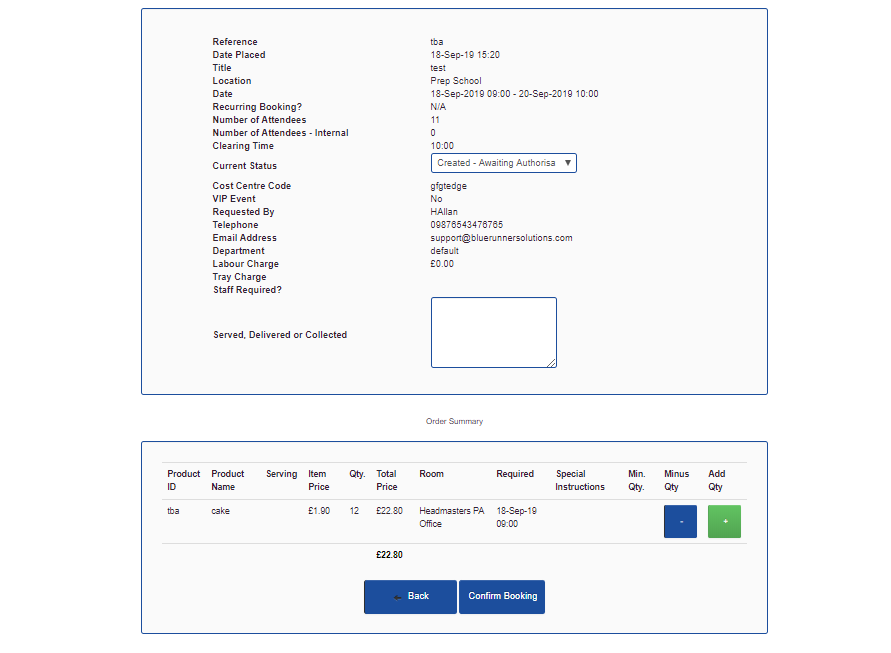 Reference tba
Date Placed 18-Sep-19 15:20
Title test
Location Prep School
Date 18-Sep-2019 09:00 - 20-Sep-2019 10:00
Recurring Booking? N/A
Number of Attendees 11
Number of Attendees - Internal 0
Clearing Time 10:00
Current Status Created - Awaiting Authorisa ▼
Cost Centre Code gfgtedge
VIP Event No
Requested By HAllan
Telephone 09876543476765
Email Address support@bluerunnersolutions.com
Department default
Labour Charge £0.00
Tray Charge
Staff Required?
Served, Delivered or Collected
Order Summary
Product Product Serving Item Qty. Total Room Required Special Min. Minus Add
ID Name Price Price Instructions Qty. Qty Qty
tba cake £1.90 12 £22.80 Headmasters PA 18-Sep-19
Office 09:00 - +
£22.80
← Back Confirm Booking